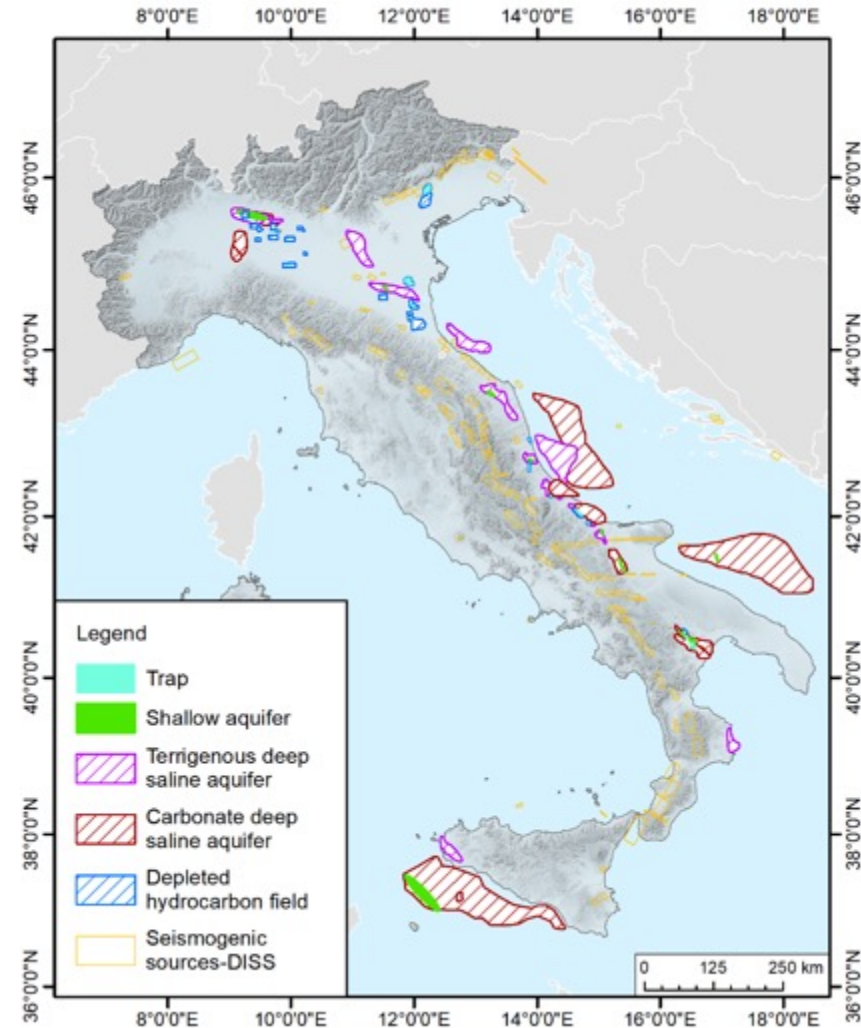 8°0'0"E 10°0'0"E 12°0'0"E 14°0'0"E 16°0'0"E 18°0'0"E
46°0'0"N 46°0'0"N
44°0'0"N 44°0'0"N
42°0'0"N 42°0'0"N
Legend
Trap
Shallow aquifer
Terrigenous deep
saline aquifer
Carbonate deep
saline aquifer
Depleted
hydrocarbon field
Seismogenic
sources-DISS
40°0'0"N 40°0'0"N
38°0'0"N 38°0'0"N
0 125 250 km
36°0'0"N 36°0'0"N
8°0'0"E 10°0'0"E 12°0'0"E 14°0'0"E 16°0'0"E 18°0'0"E